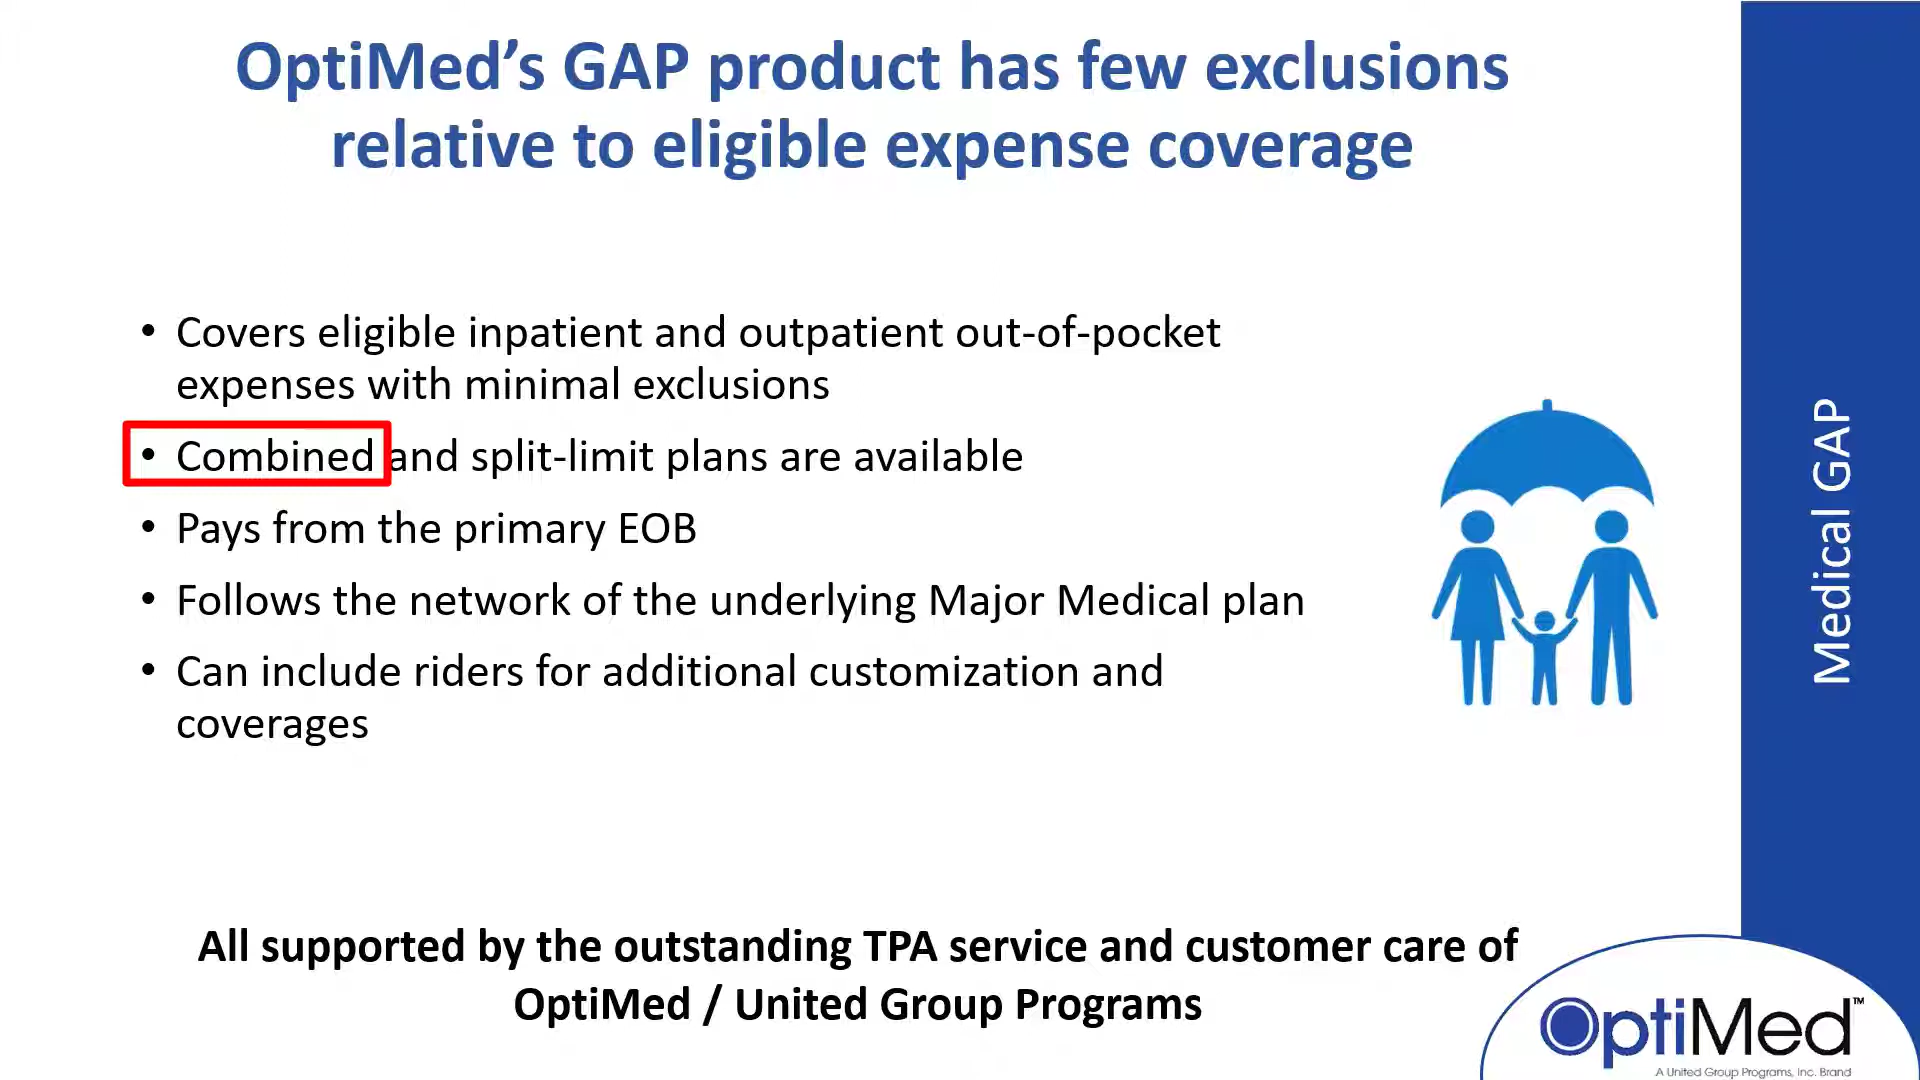 OptiMed’s GAP product has few exclusions
relative to eligible expense coverage
• Covers eligible inpatient and outpatient out-of-pocket
expenses with minimal exclusions
• Combined and split-limit plans are available
• Pays from the primary EOB
• Follows the network of the underlying Major Medical plan
• Can include riders for additional customization and
coverages
All supported by the outstanding TPA service and customer care of
OptiMed / United Group Programs
Medical GAP
OptiMed™
A United Group Programs, Inc. Brand